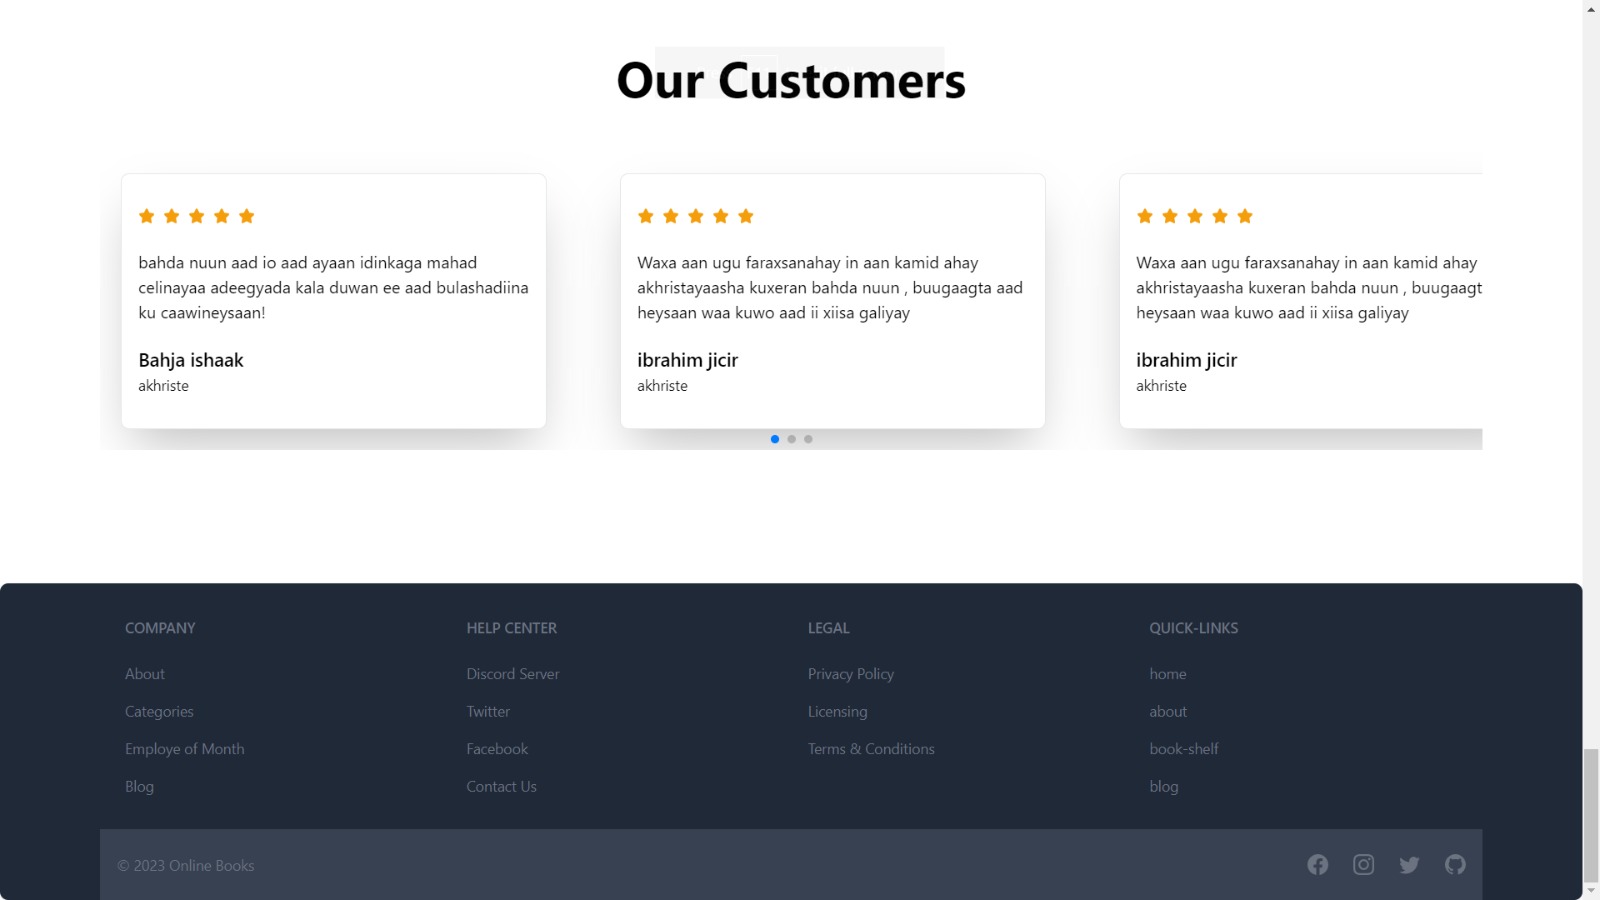 Our Customers
bahda nuun aad io aad ayaan idinkaga mahad
celinayaa adeegyada kala duwan ee aad bulashadiina
ku caawineysaan!
Bahja ishaak
akhriste
Waxa aan ugu faraxsanahay in aan kamid ahay
akhristayaasha kuxeran bahda nuun , buugaagta aad
heysaan waa kuwo aad ii xiisa galiyay
ibrahim jicir
akhriste
Waxa aan ugu faraxsanahay in aan kamid ahay
akhristayaasha kuxeran bahda nuun , buugaagt
heysaan waa kuwo aad ii xiisa galiyay
ibrahim jicir
akhriste
COMPANY
About
Categories
Employe of Month
Blog
HELP CENTER
Discord Server
Twitter
Facebook
Contact Us
LEGAL
Privacy Policy
Licensing
Terms & Conditions
QUICK-LINKS
home
about
book-shelf
blog
© 2023 Online Books